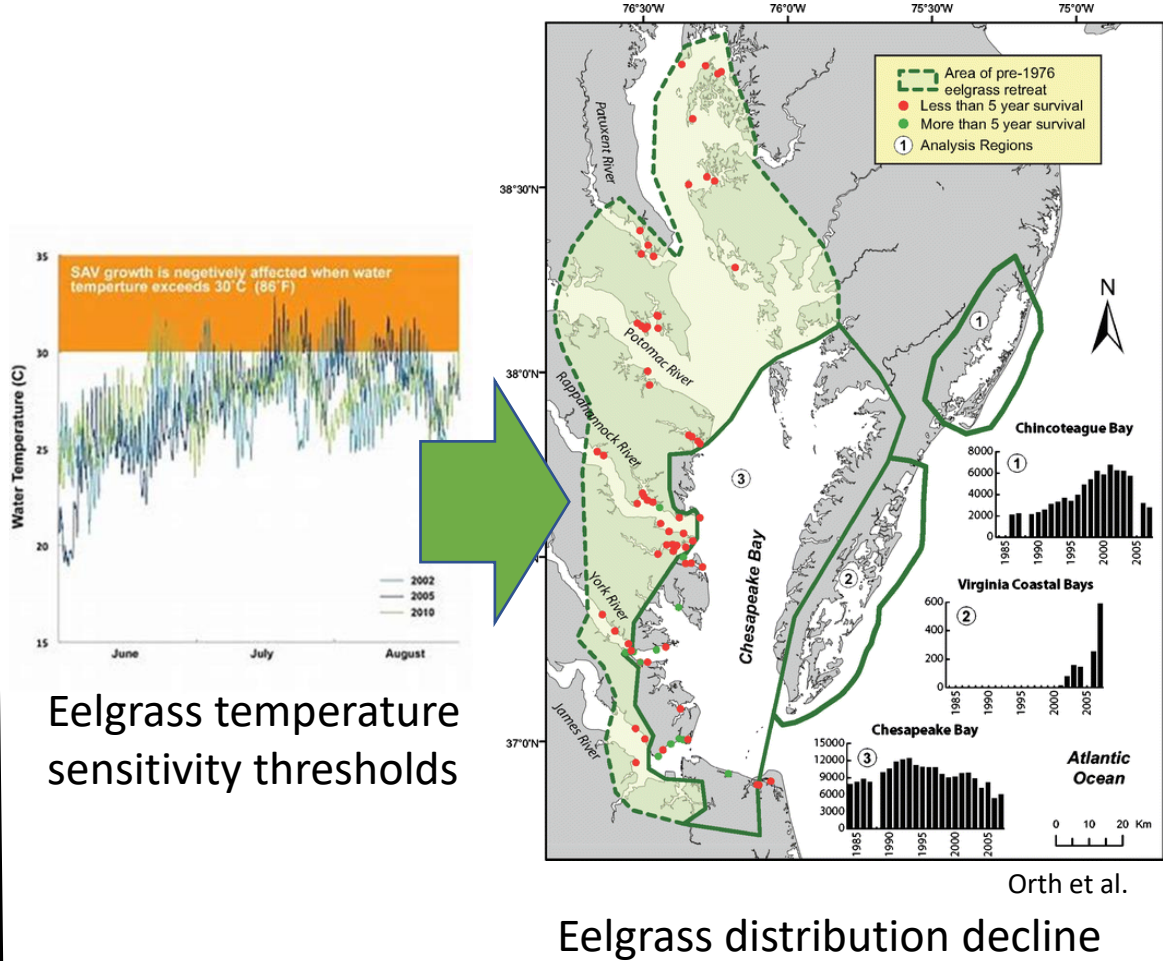 35
30
25
20
15
Water Temperature (C)
SAV growth is negetively affected when water
temperture exceeds 30°C (86°F)
2002
2005
2010
June July August
Eelgrass temperature
sensitivity thresholds
76°30'W 76°0'W 75°30'W 75°0'W
38°30'N
38°0'N
37°0'N
Area of pre-1976
eelgrass retreat
Less than 5 year survival
More than 5 year survival
1 Analysis Regions
Patuxent River
Potomac River
Rappahannock River
York River
James River
Chesapeake Bay
1
2
3
N
Chincoteague Bay
1
8000
6000
4000
2000
0
1985 1990 1995 2000 2005
Virginia Coastal Bays
2
600
400
200
0
1985 1990 1995 2000 2005
Chesapeake Bay
3
15000
12000
9000
6000
3000
0
1985 1990 1995 2000 2005
Atlantic
Ocean
0 10 20 Km
Orth et al.
Eelgrass distribution decline